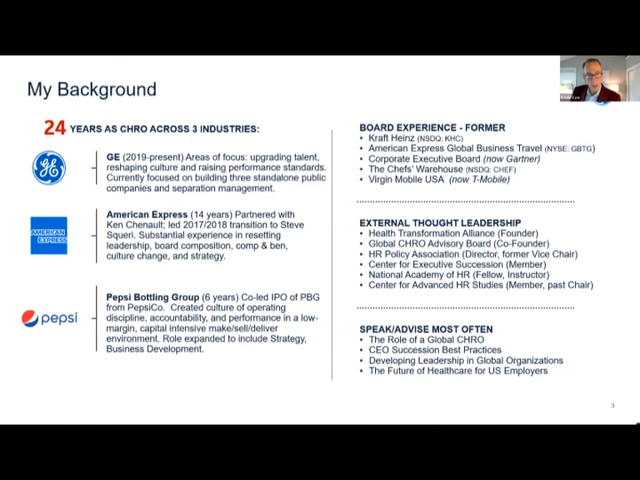 My Background
24 YEARS AS CHRO ACROSS 3 INDUSTRIES:
GE (2019-present) Areas of focus: upgrading talent,
reshaping culture and raising performance standards.
Currently focused on building three standalone public
companies and separation management.
AMERICAN
EXPRESS
American Express (14 years) Partnered with
Ken Chenault; led 2017/2018 transition to Steve
Squeri. Substantial experience in resetting
leadership, board composition, comp & ben,
culture change, and strategy.
pepsi
Pepsi Bottling Group (6 years) Co-led IPO of PBG
from PepsiCo. Created culture of operating
discipline, accountability, and performance in a low-
margin, capital intensive make/sell/deliver
environment. Role expanded to include Strategy,
Business Development.
BOARD EXPERIENCE - FORMER
• Kraft Heinz (NSDQ: KHC)
• American Express Global Business Travel (NYSE: GBTG)
• Corporate Executive Board (now Gartner)
• The Chefs' Warehouse (NSDQ: CHEF)
• Virgin Mobile USA (now T-Mobile)
EXTERNAL THOUGHT LEADERSHIP
• Health Transformation Alliance (Founder)
• Global CHRO Advisory Board (Co-Founder)
• HR Policy Association (Director, former Vice Chair)
• Center for Executive Succession (Member)
• National Academy of HR (Fellow, Instructor)
• Center for Advanced HR Studies (Member, past Chair)
SPEAK/ADVISE MOST OFTEN
• The Role of a Global CHRO
• CEO Succession Best Practices
• Developing Leadership in Global Organizations
• The Future of Healthcare for US Employers
3